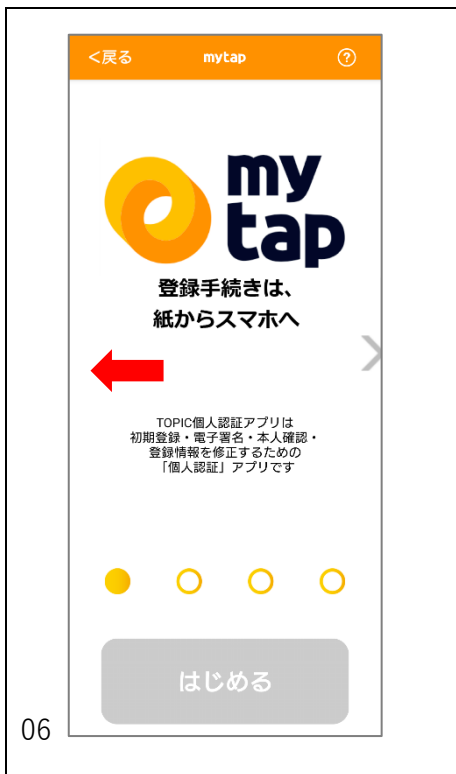 <戻る
mytap
my
tap
登録手続きは、
紙からスマホへ
TOPIC個人認証アプリは
初期登録・電子署名・本人確認・
登録情報を修正するための
「個人認証」アプリです
はじめる
06